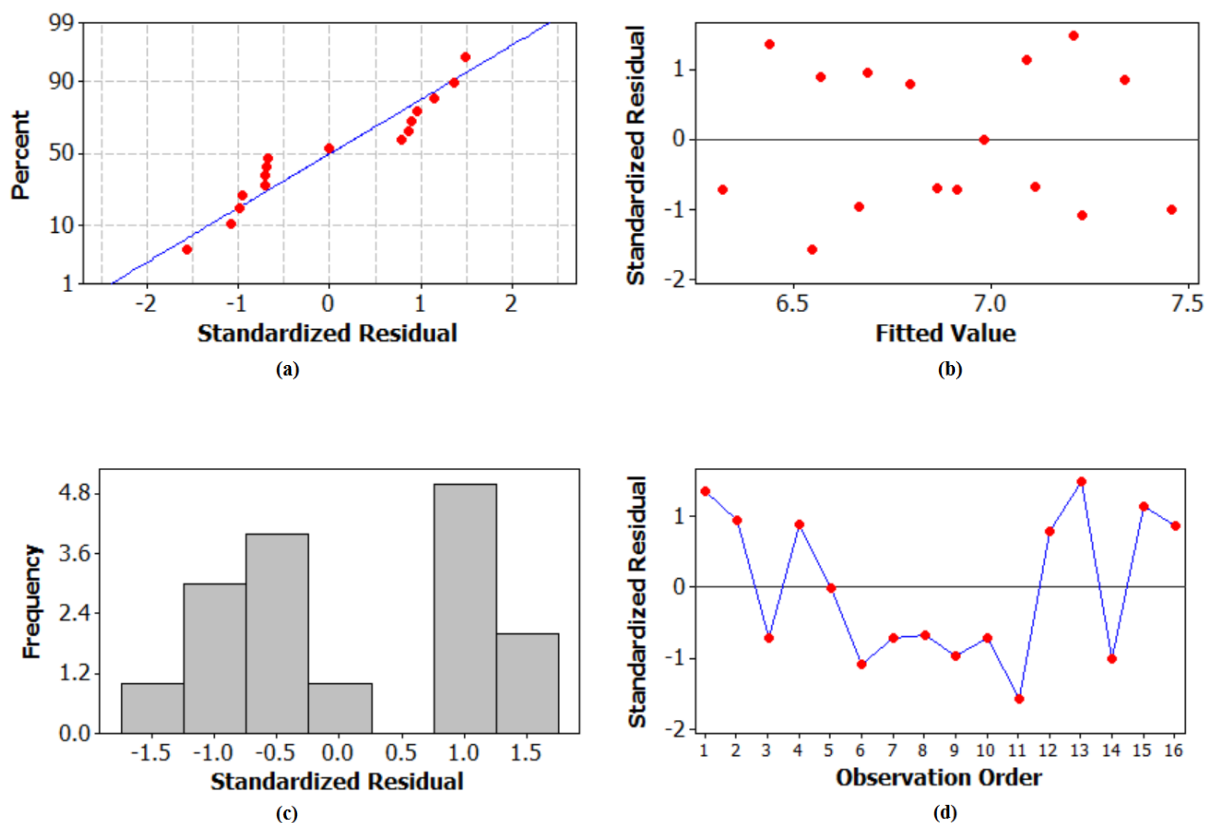 Percent
99
90
50
10
1
-2 -1 0 1 2
Standardized Residual
(a)
Standardized Residual
1
0
-1
-2
6.5 7.0 7.5
Fitted Value
(b)
Frequency
4.8
3.6
2.4
1.2
0.0
-1.5 -1.0 -0.5 0.0 0.5 1.0 1.5
Standardized Residual
(c)
Standardized Residual
1
0
-1
-2
1 2 3 4 5 6 7 8 9 10 11 12 13 14 15 16
Observation Order
(d)